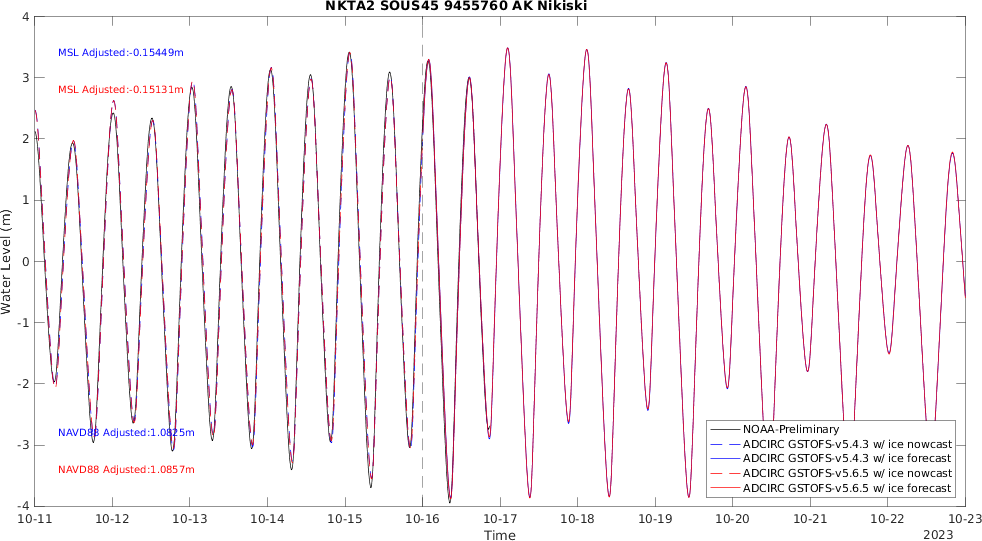 NKTA2 SOUS45 9455760 AK Nikiski
4
3
2
1
0
-1
-2
-3
-4
Water Level (m)
MSL Adjusted:-0.15449m
MSL Adjusted:-0.15131m
NAVD88 Adjusted:1.0825m
NAVD88 Adjusted:1.0857m
NOAA-Preliminary
ADCIRC GSTOFS-v5.4.3 w/ ice nowcast
ADCIRC GSTOFS-v5.4.3 w/ ice forecast
ADCIRC GSTOFS-v5.6.5 w/ ice nowcast
ADCIRC GSTOFS-v5.6.5 w/ ice forecast
10-11 10-12 10-13 10-14 10-15 10-16 10-17 10-18 10-19 10-20 10-21 10-22 10-23
Time
2023